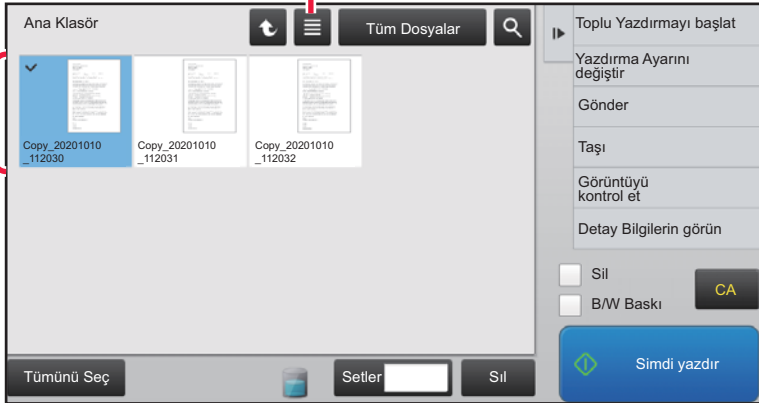 Ana Klasör
Tüm Dosyalar
Copy_20201010
_112030
Copy_20201010
_112031
Copy_20201010
_112032
Toplu Yazdırmayı başlat
Yazdırma Ayarını
değiştir
Gönder
Taşı
Görüntüyü
kontrol et
Detay Bilgilerin görün
Sil
B/W Baskı
CA
Tümünü Seç
Setler
Sıl
Simdi yazdır